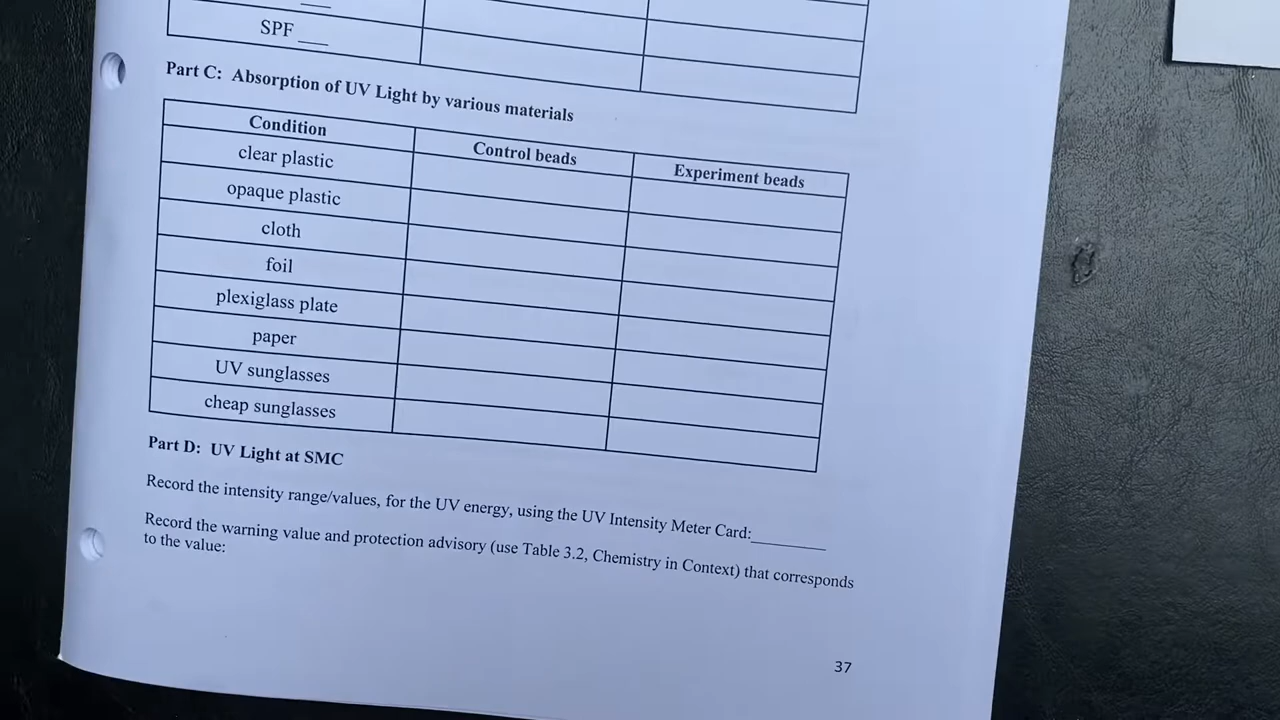 SPF ___
Part C: Absorption of UV Light by various materials
Condition
Control beads
Experiment beads
clear plastic
opaque plastic
cloth
foil
plexiglass plate
paper
UV sunglasses
cheap sunglasses
Part D: UV Light at SMC
Record the intensity range/values, for the UV energy, using the UV Intensity Meter Card:________
Record the warning value and protection advisory (use Table 3.2, Chemistry in Context) that corresponds
to the value:
37